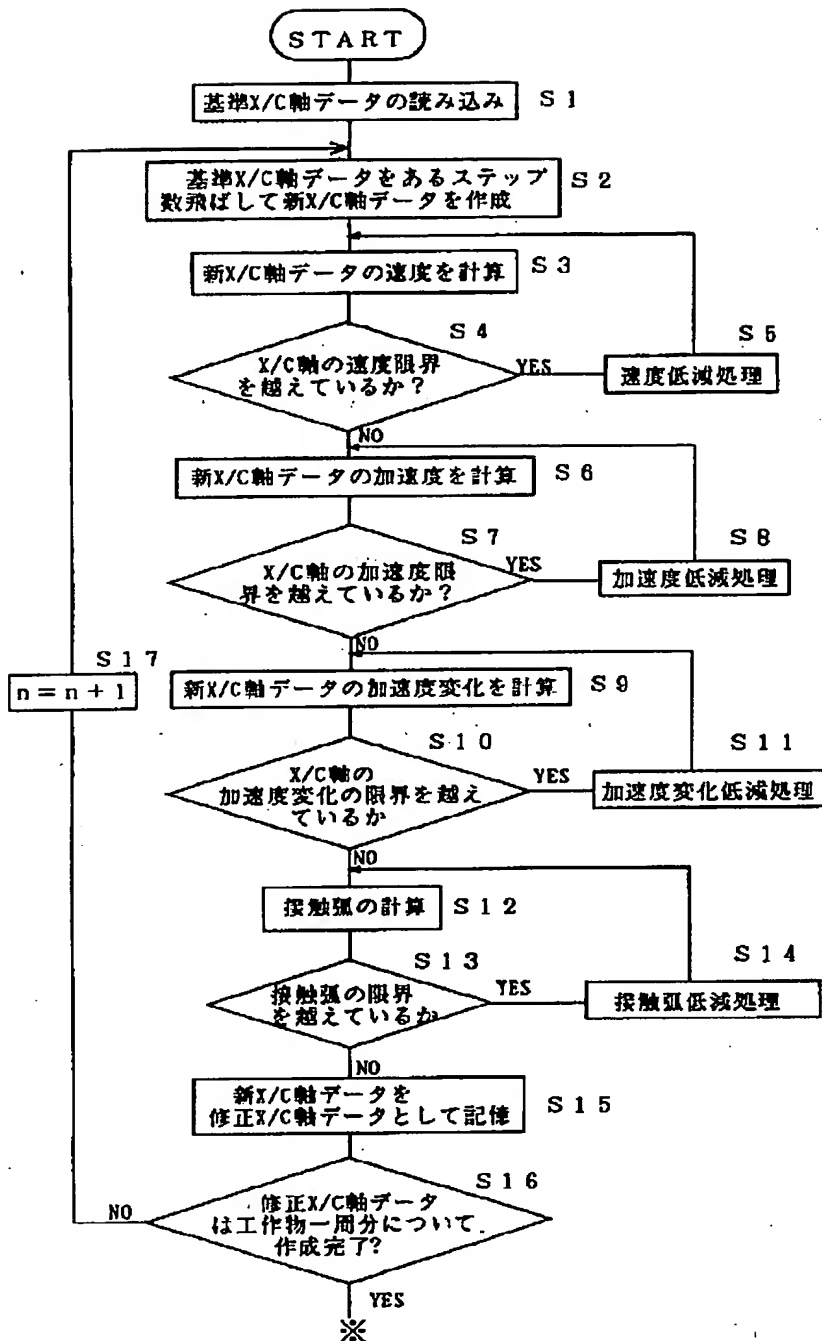 START
基準X/C軸データの読み込み
S1
基準X/C軸データをあるステップ
数飛ばして新X/C軸データを作成
S2
新X/C軸データの速度を計算
S3
S4
X/C軸の速度限界
を越えているか?
YES
S5
速度低減処理
NO
新X/C軸データの加速度を計算
S6
S7
X/C軸の加速度限
界を越えているか?
YES
S8
加速度低減処理
NO
S17
n=n+1
新X/C軸データの加速度変化を計算
S9
S10
X/C軸の
加速度変化の限界を越え
ているか
YES
S11
加速度変化低減処理
NO
接触弧の計算
S12
S13
接触弧の限界
を越えているか
YES
S14
接触弧低減処理
NO
新X/C軸データを
修正X/C軸データとして記憶
S15
S16
修正X/C軸データ
は工作物一周分について
作成完了?
NO
YES
※